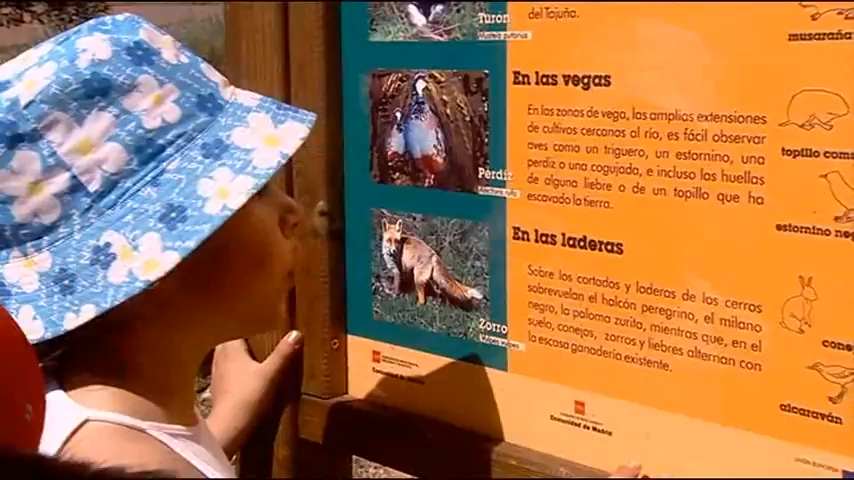 Turón
Mustela putorius
del Tajuña.
musaraña
En las vegas
En las zonas de vega, las amplias extensiones
de cultivos cercanos al río, es fácil observar
aves como un triguero, un estornino, una
perdiz o una cogujada, e incluso las huellas
de alguna liebre o de un topillo que ha
escavado la tierra.
topillo com
Perdiz
Alectoris rufa
estornino neg
En las laderas
Sobre los cortados y laderas de los cerros
sobrevuelan el halcón peregrino, el milano
negro, la paloma zurita, mientras que, en el
suelo, conejos, zorros y liebres alternan con
la escasa ganadería existente.
Zorro
Vulpes vulpes
cone
alcaraván
Comunidad de Madrid
Comunidad de Madrid
UNIÓN EUROPEA